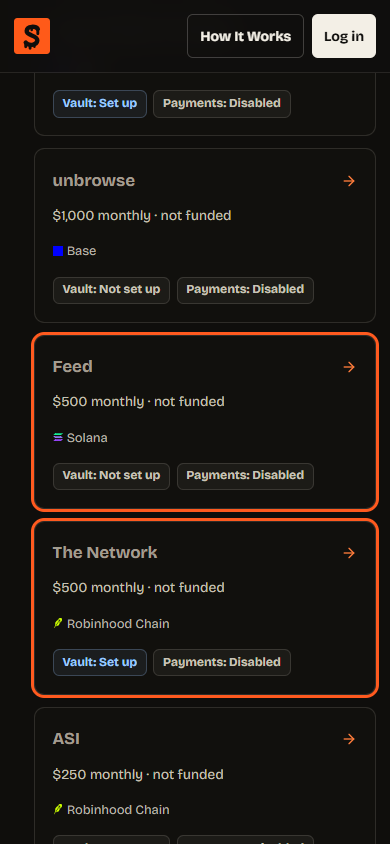 How It Works
Log in
Vault: Set up
Payments: Disabled
unbrowse
$1,000 monthly · not funded
Base
Vault: Not set up
Payments: Disabled
Feed
$500 monthly · not funded
Solana
Vault: Not set up
Payments: Disabled
The Network
$500 monthly · not funded
Robinhood Chain
Vault: Set up
Payments: Disabled
ASI
$250 monthly · not funded
Robinhood Chain